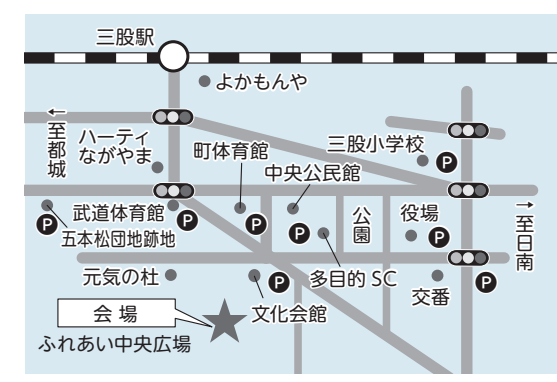 三股駅
よかもんや
←至都城
ハーティ
ながやま
町体育館
三股小学校
P
中央公民館
武道体育館
P
公園
役場
→至日南
P
五本松団地跡地
P
P
P
元気の杜
多目的 SC
P
文化会館
P
交番
会場
ふれあい中央広場